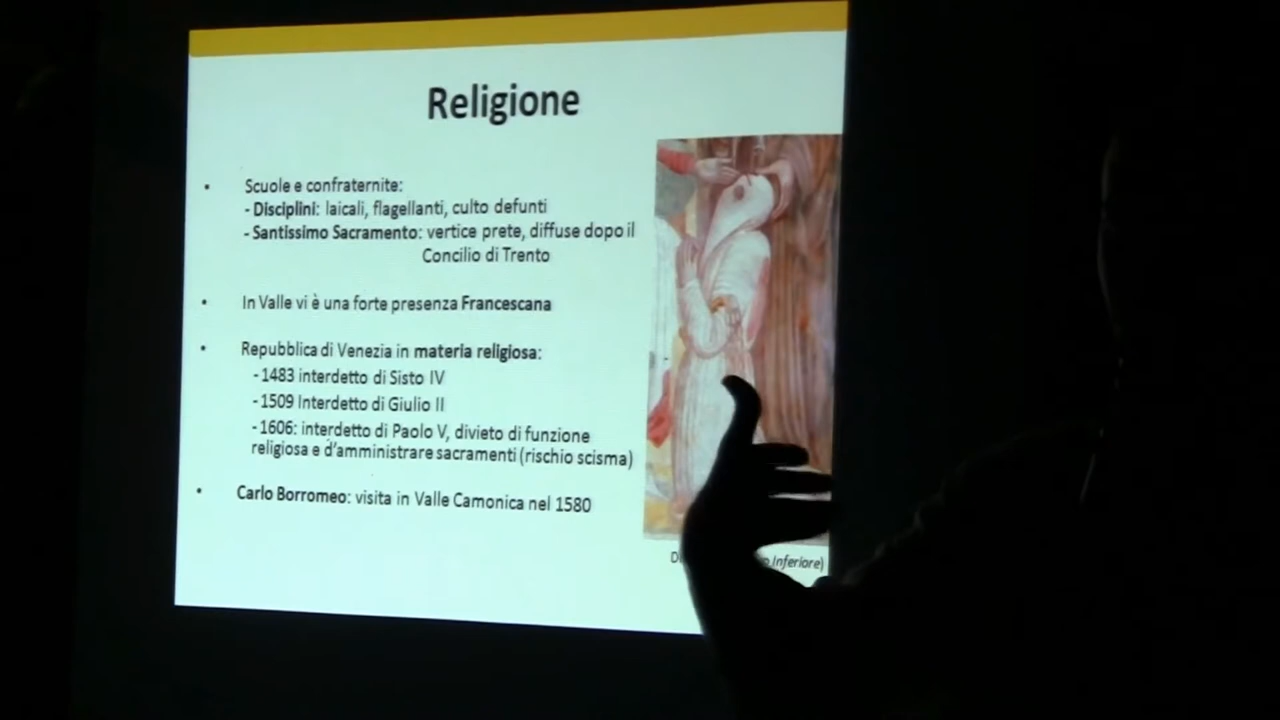 Religione
• Scuole e confraternite:
- Disciplini: laicali, flagellanti, culto defunti
- Santissimo Sacramento: vertice prete, diffuse dopo il
Concilio di Trento
• In Valle vi è una forte presenza Francescana
• Repubblica di Venezia in materia religiosa:
- 1483 interdetto di Sisto IV
- 1509 Interdetto di Giulio II
- 1606: interdetto di Paolo V, divieto di funzione
religiosa e d'amministrare sacramenti (rischio scisma)
• Carlo Borromeo: visita in Valle Camonica nel 1580
Inferiore)